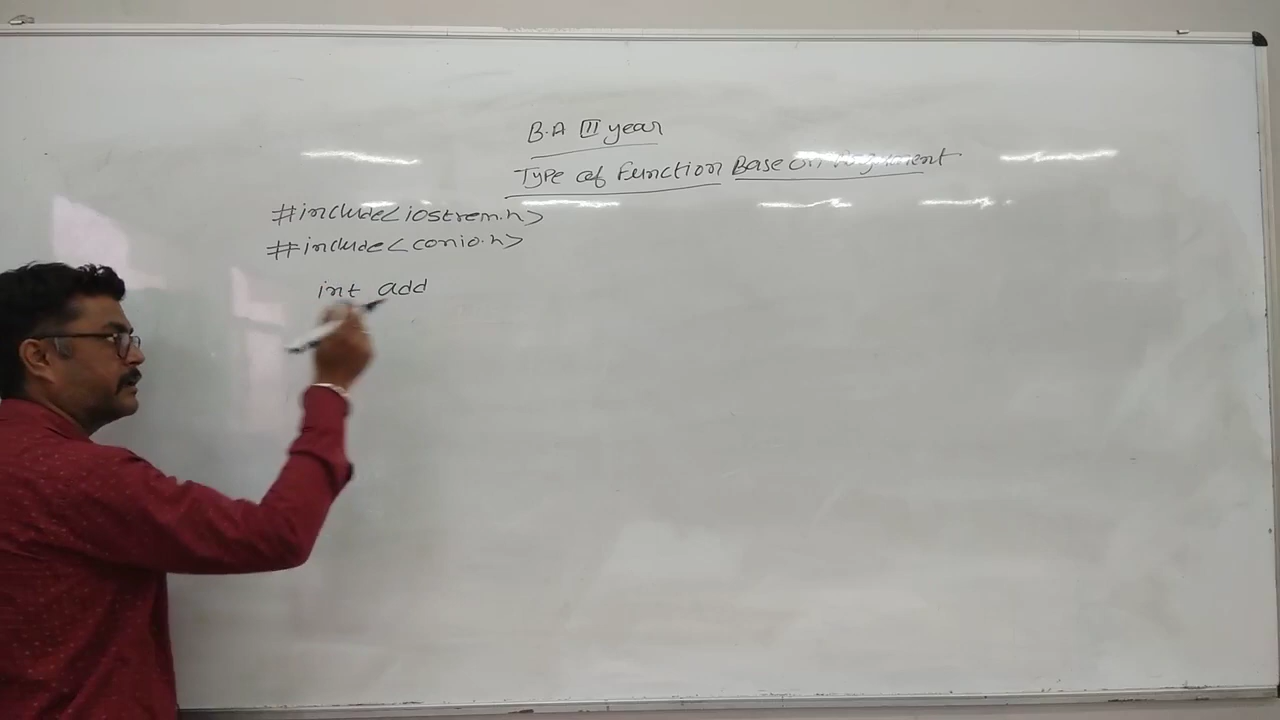 B.A III year
Type of Function Base on Argument
#include<iostrem.h>
#include<conio.h>
int add